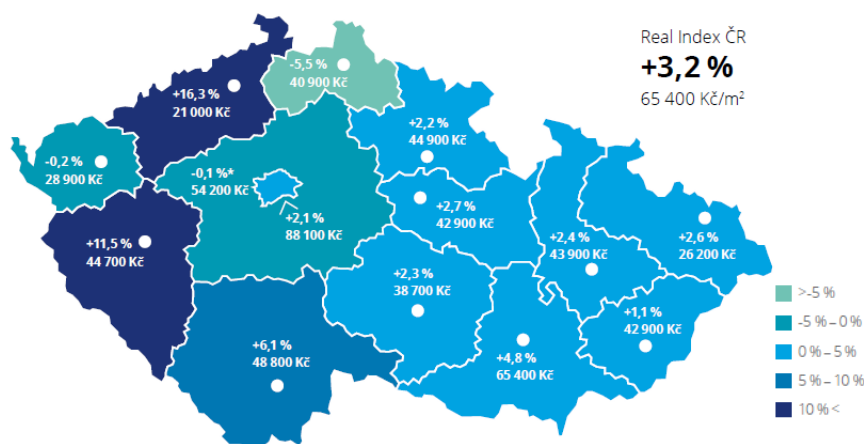 Real Index ČR
+3,2 %
65 400 Kč/m²
-5,5 %
40 900 Kč
+16,3 %
21 000 Kč
+2,2 %
44 900 Kč
-0,2 %
28 900 Kč
-0,1 %*
54 200 Kč
+2,1 %
88 100 Kč
+2,7 %
42 900 Kč
+11,5 %
44 700 Kč
+2,4 %
43 900 Kč
+2,6 %
26 200 Kč
+2,3 %
38 700 Kč
+1,1 %
42 900 Kč
+6,1 %
48 800 Kč
+4,8 %
65 400 Kč
>-5 %
-5 % – 0 %
0 % – 5 %
5 % – 10 %
10 % <